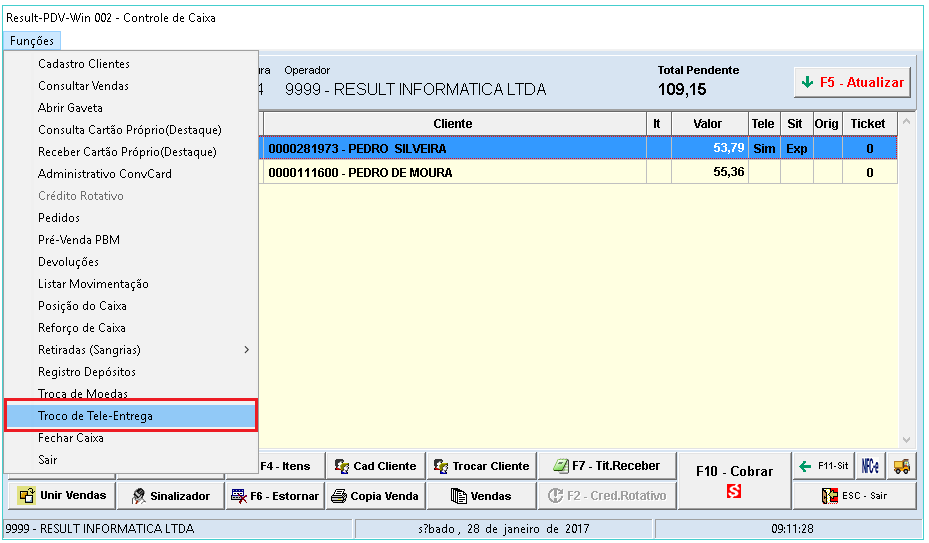 Result-PDV-Win 002 - Controle de Caixa
Funções
Cadastro Clientes
Consultar Vendas
Abrir Gaveta
Consulta Cartão Próprio(Destaque)
Receber Cartão Próprio(Destaque)
Administrativo ConvCard
Crédito Rotativo
Pedidos
Pré-Venda PBM
Devoluções
Listar Movimentação
Posição do Caixa
Reforço de Caixa
Retiradas (Sangrias)
Registro Depósitos
Troca de Moedas
Troco de Tele-Entrega
Fechar Caixa
Sair
Operador
Total Pendente
9999 - RESULT INFORMATICA LTDA
109,15
F5 - Atualizar
Cliente It Valor Tele Sit Orig Ticket
0000281973 - PEDRO SILVEIRA 53,79 Sim Exp 0
0000111600 - PEDRO DE MOURA 55,36 0
F4 - Itens Cad Cliente Trocar Cliente F7 - Tit.Receber F10 - Cobrar F11-Sit NFC-e
Unir Vendas Sinalizador F6 - Estornar Copia Venda Vendas F2 - Cred.Rotativo ESC - Sair
9999 - RESULT INFORMATICA LTDA s?bado , 28 de janeiro de 2017 09:11:28